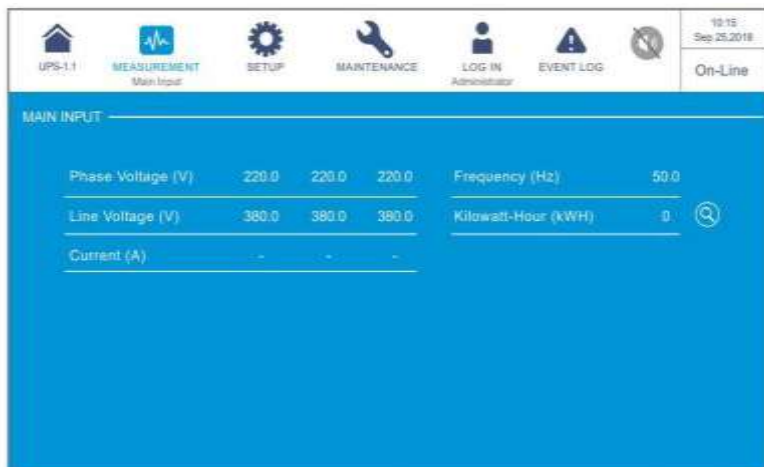 10:15
Sep 25,2018
On-Line
UPS-1.1
MEASUREMENT
Main Input
SETUP
MAINTENANCE
LOG IN
Administrator
EVENT LOG
MAIN INPUT
Phase Voltage (V) 220.0 220.0 220.0
Frequency (Hz) 50.0
Line Voltage (V) 380.0 380.0 380.0
Kilowatt-Hour (kWH) 0
Current (A) - - -